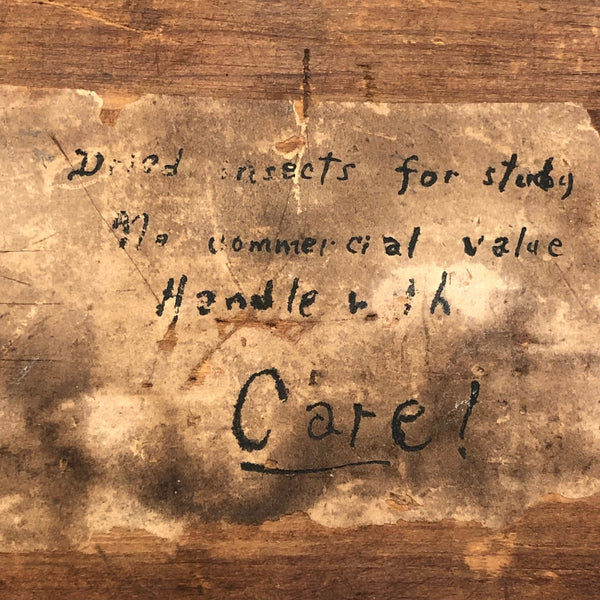 Dried insects for study
No commercial value
Handle with
Care!